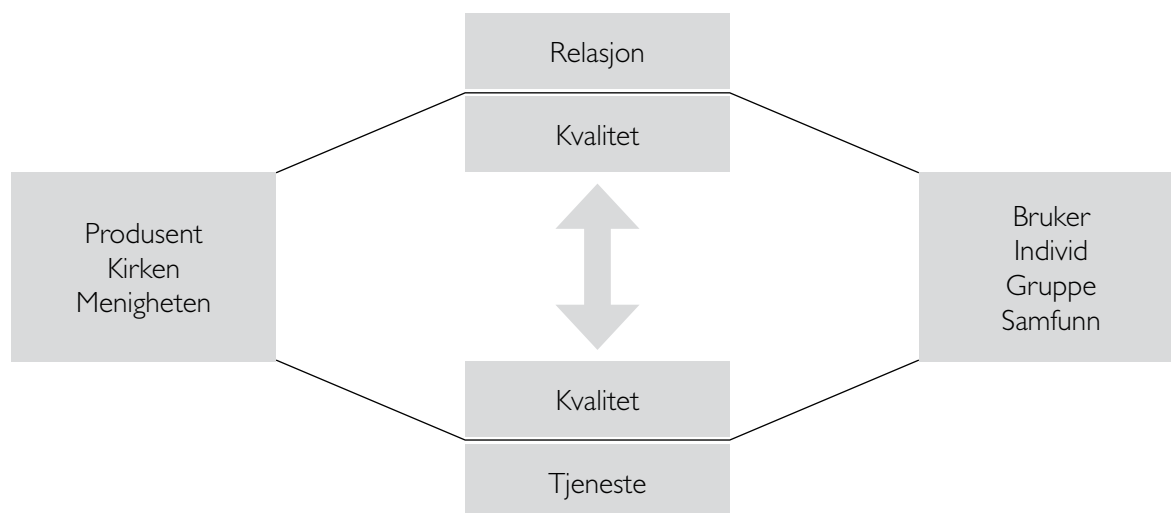 Relasjon
Kvalitet
Produsent
Kirken
Menigheten
Bruker
Individ
Gruppe
Samfunn
Kvalitet
Tjeneste